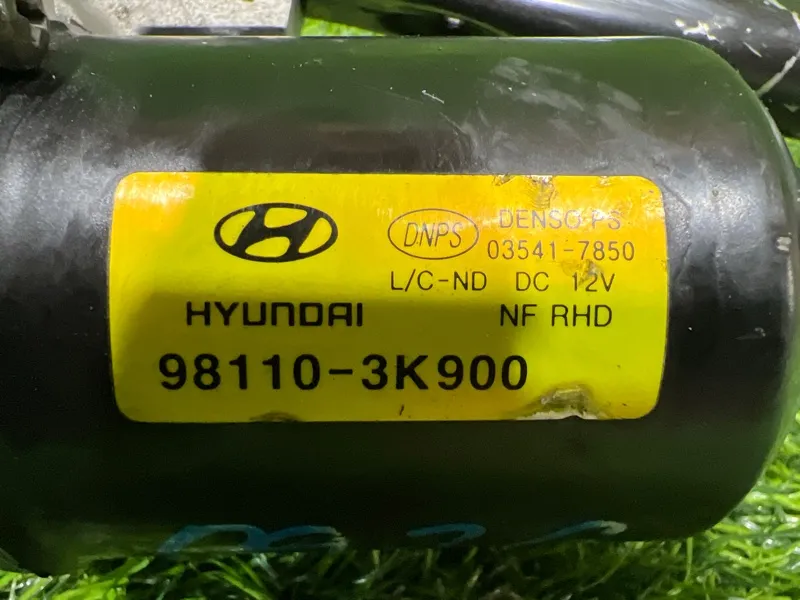 DNPS
DENSO PS
03541-7850
L/C-ND DC 12V
HYUNDAI
NF RHD
98110-3K900